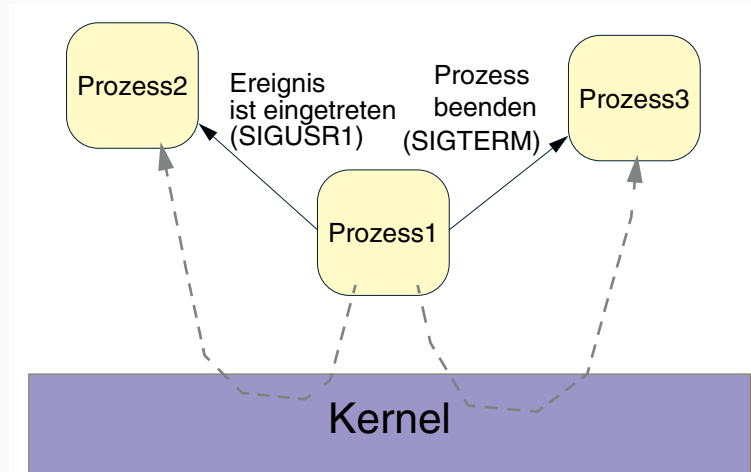 Prozess2
Ereignis
ist eingetreten
(SIGUSR1)
Prozess
beenden
(SIGTERM)
Prozess3
Prozess1
Kernel